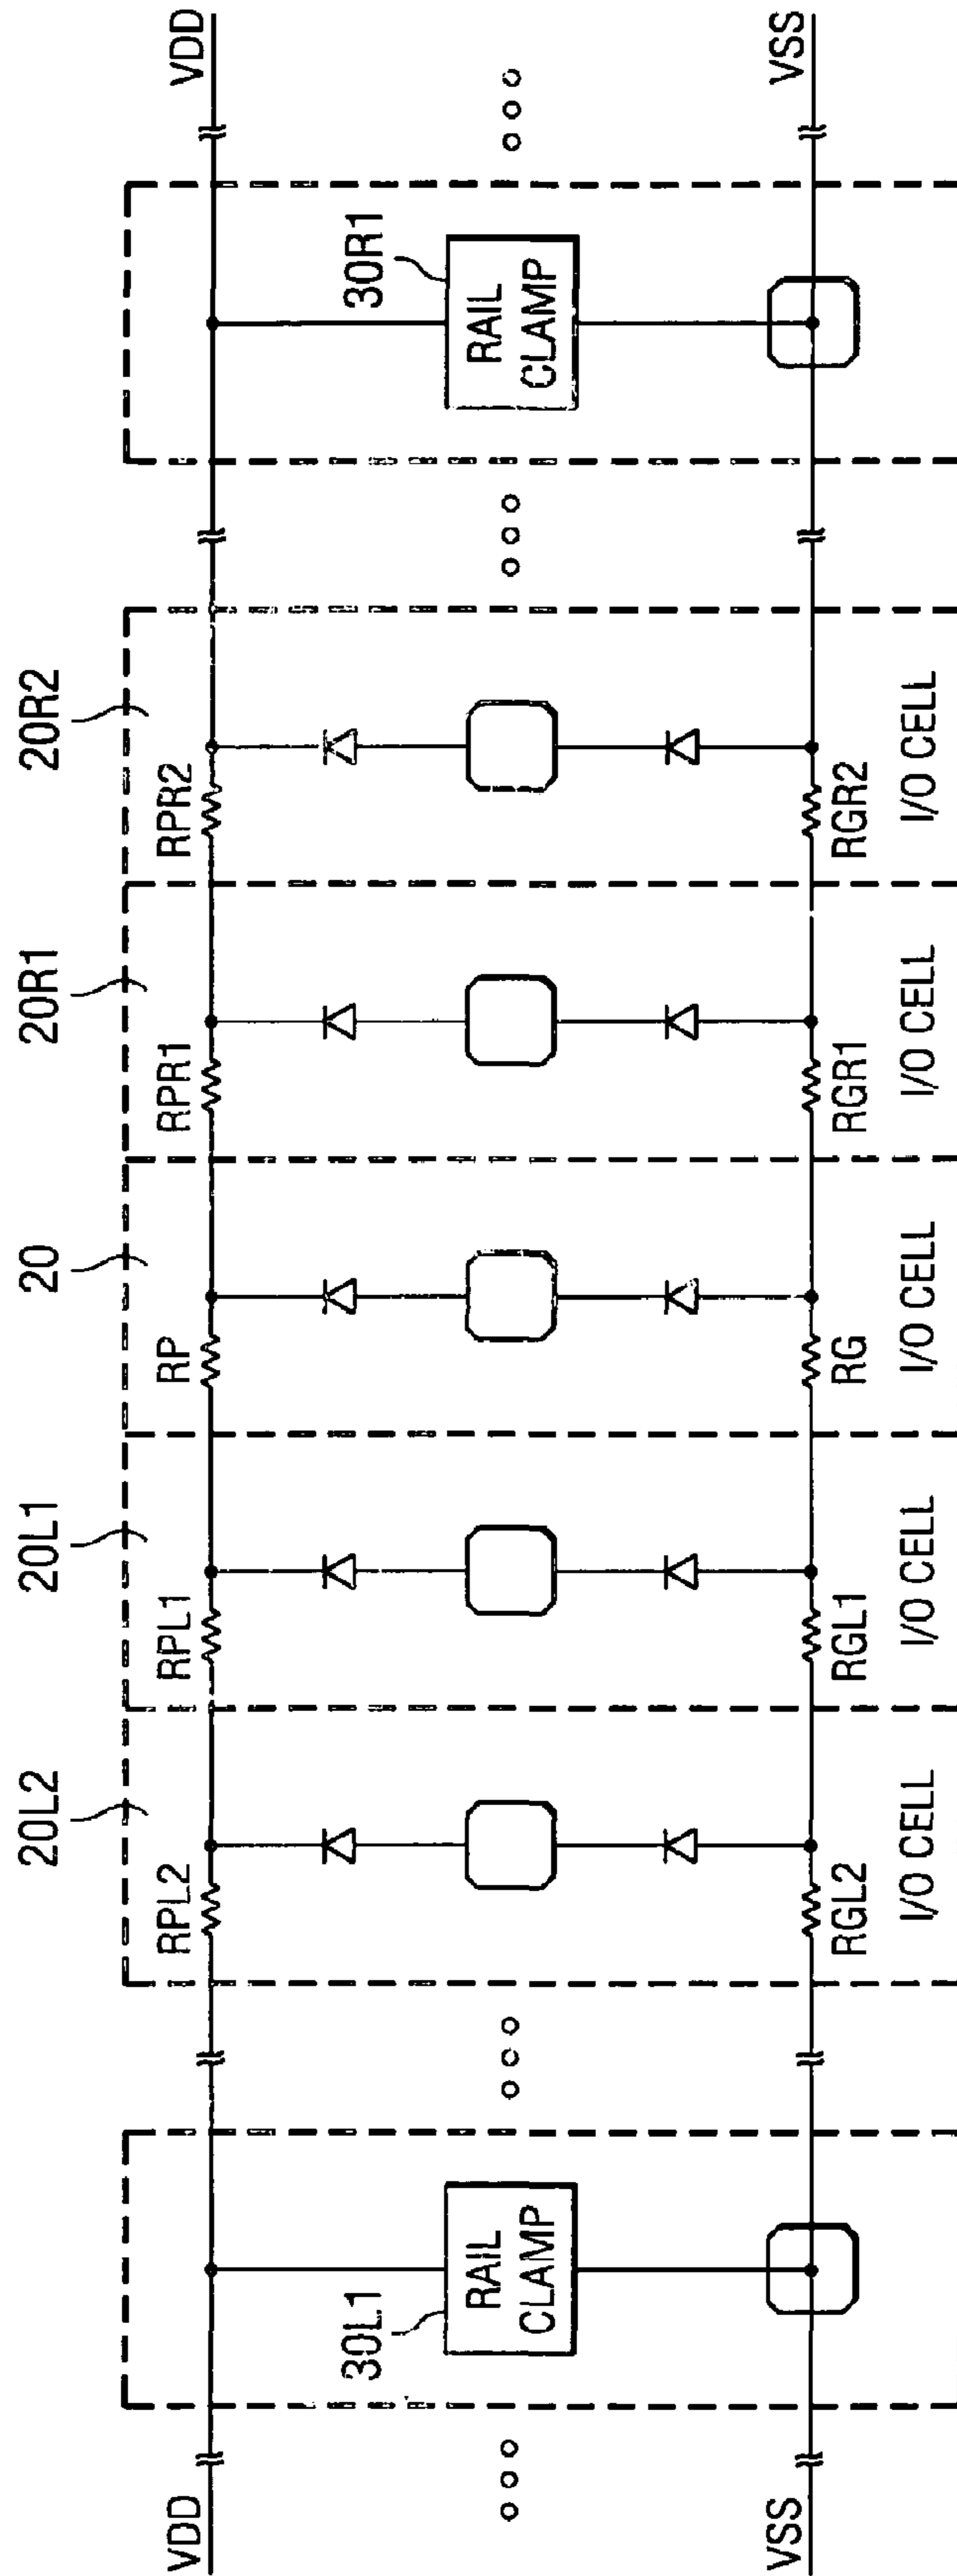 20L2
20L1
20
20R1
20R2
VDD
RPL2
RPL1
RP
RPR1
RPR2
VDD
30L1
RAIL
CLAMP
30R1
RAIL
CLAMP
VSS
RGL2
RGL1
RG
RGR1
RGR2
VSS
I/O CELL
I/O CELL
I/O CELL
I/O CELL
I/O CELL